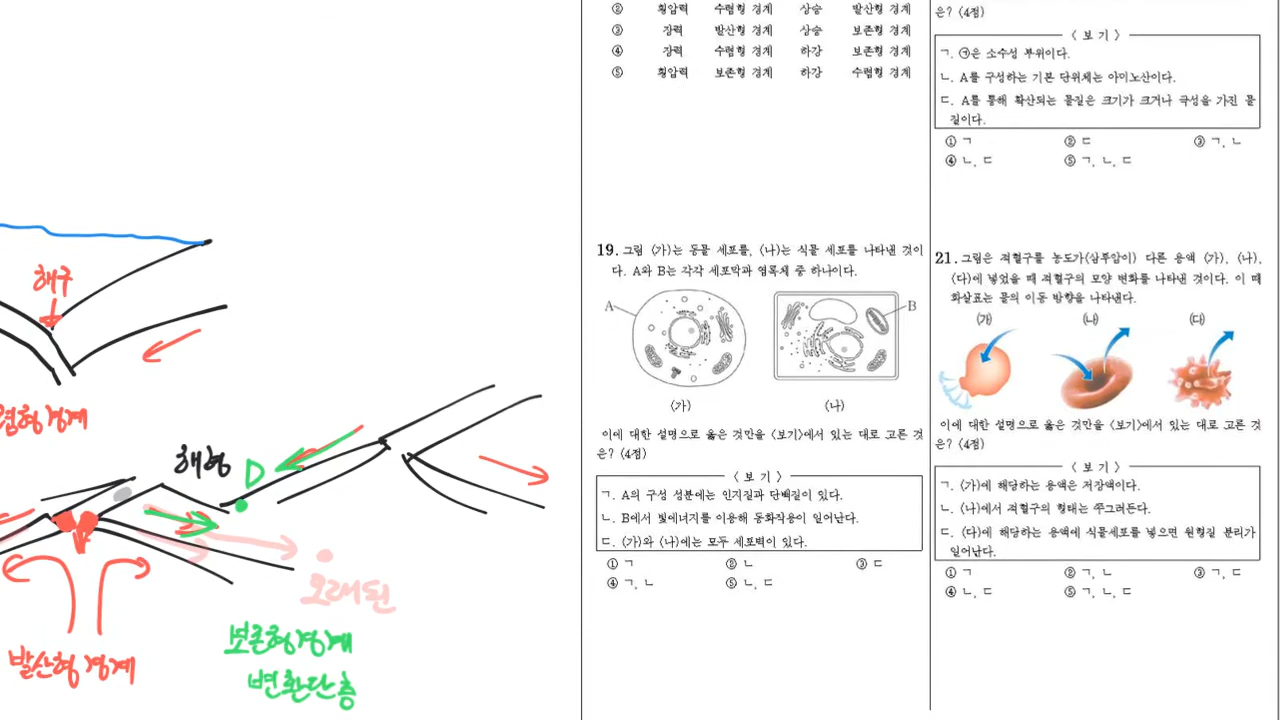 해구
렴형경계
해령
D
오래된
보존형경계
변환단층
발산형 경계
② 횡압력 수렴형 경계 상승 발산형 경계
③ 장력 발산형 경계 상승 보존형 경계
④ 장력 수렴형 경계 하강 보존형 경계
⑤ 횡압력 보존형 경계 하강 수렴형 경계
19. 그림 (가)는 동물 세포를, (나)는 식물 세포를 나타낸 것이
다. A와 B는 각각 세포막과 엽록체 중 하나이다.
A
B
(가)
(나)
이에 대한 설명으로 옳은 것만을 <보기>에서 있는 대로 고른 것
은? (4점)
< 보 기 >
ㄱ. A의 구성 성분에는 인지질과 단백질이 있다.
ㄴ. B에서 빛에너지를 이용해 동화작용이 일어난다.
ㄷ. (가)와 (나)에는 모두 세포벽이 있다.
① ㄱ ② ㄴ ③ ㄷ
④ ㄱ, ㄴ ⑤ ㄴ, ㄷ
은? (4점)
< 보 기 >
ㄱ. ㉠은 소수성 부위이다.
ㄴ. A를 구성하는 기본 단위체는 아미노산이다.
ㄷ. A를 통해 확산되는 물질은 크기가 크거나 극성을 가진 물
질이다.
① ㄱ ② ㄷ ③ ㄱ, ㄴ
④ ㄴ, ㄷ ⑤ ㄱ, ㄴ, ㄷ
21. 그림은 적혈구를 농도가(삼투압이) 다른 용액 (가), (나),
(다)에 넣었을 때 적혈구의 모양 변화를 나타낸 것이다. 이 때
화살표는 물의 이동 방향을 나타낸다.
(가)
(나)
(다)
이에 대한 설명으로 옳은 것만을 <보기>에서 있는 대로 고른 것
은? (4점)
< 보 기 >
ㄱ. (가)에 해당하는 용액은 저장액이다.
ㄴ. (나)에서 적혈구의 형태는 쭈그러든다.
ㄷ. (다)에 해당하는 용액에 식물세포를 넣으면 원형질 분리가
일어난다.
① ㄱ ② ㄱ, ㄴ ③ ㄱ, ㄷ
④ ㄴ, ㄷ ⑤ ㄱ, ㄴ, ㄷ